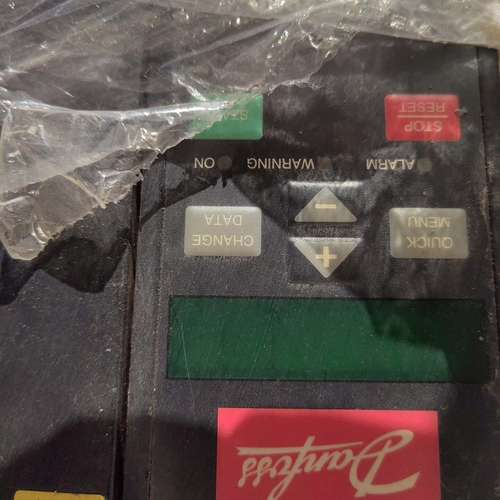 Danfoss
QUICK
MENU
+
-
CHANGE
DATA
ALARM
WARNING
ON
STOP
RESET